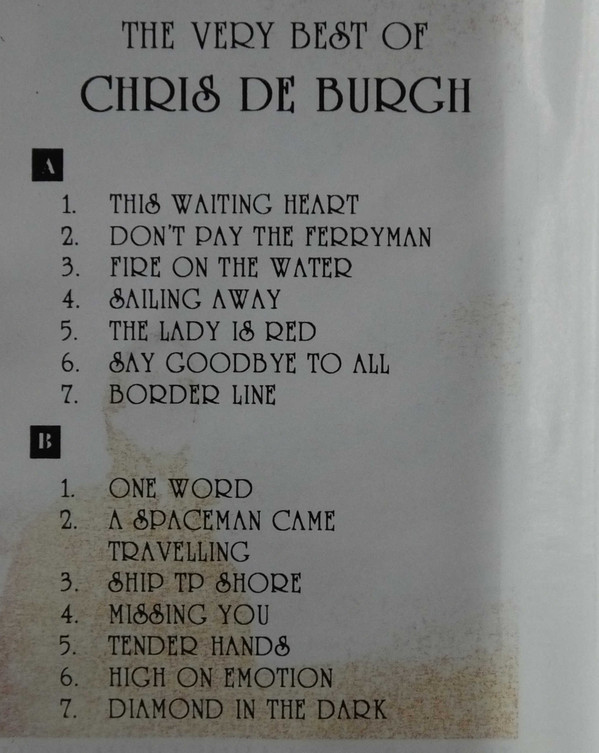 THE VERY BEST OF
CHRIS DE BURGH
A
1. THIS WAITING HEART
2. DON'T PAY THE FERRYMAN
3. FIRE ON THE WATER
4. SAILING AWAY
5. THE LADY IS RED
6. SAY GOODBYE TO ALL
7. BORDER LINE
B
1. ONE WORD
2. A SPACEMAN CAME
TRAVELLING
3. SHIP TP SHORE
4. MISSING YOU
5. TENDER HANDS
6. HIGH ON EMOTION
7. DIAMOND IN THE DARK